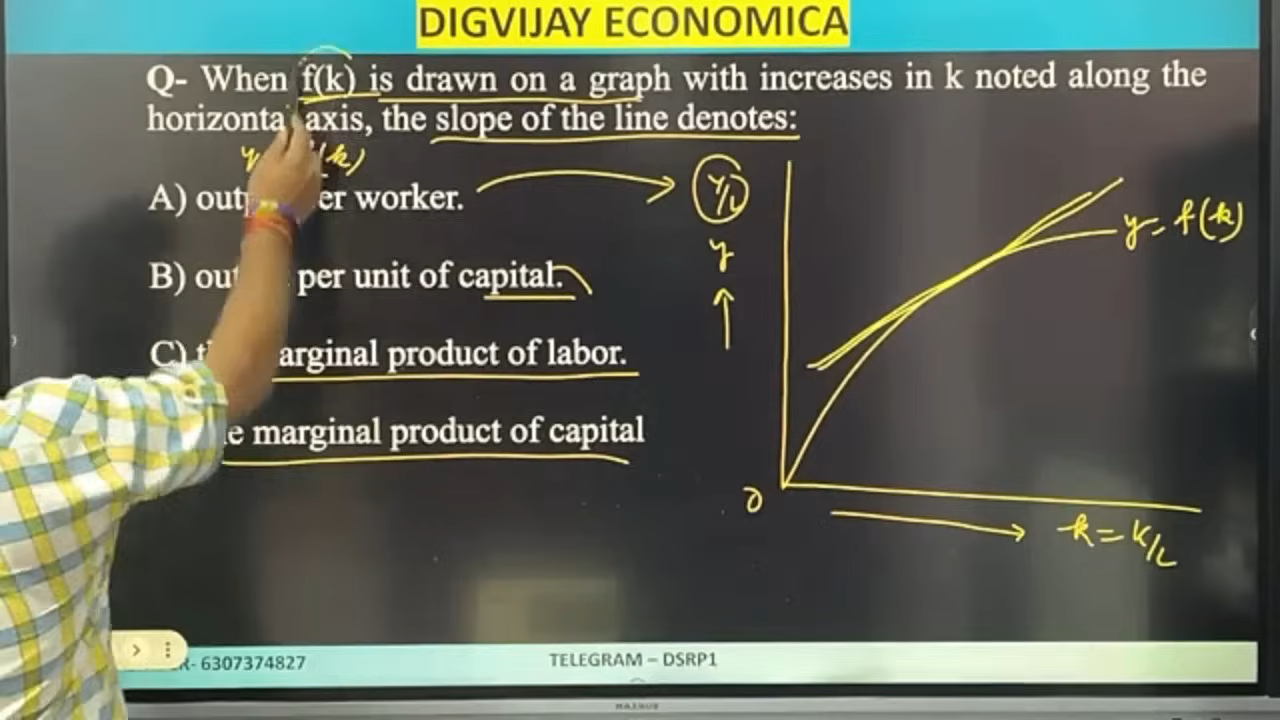 DIGVIJAY ECONOMICA
Q- When f(k) is drawn on a graph with increases in k noted along the
horizonta axis, the slope of the line denotes:
y (k)
A) out er worker.
Y/L
B) ou per unit of capital.
y
y = f(k)
C) t arginal product of labor.
e marginal product of capital
0
k = K/L
R- 6307374827
TELEGRAM – DSRP1
MAXHUB